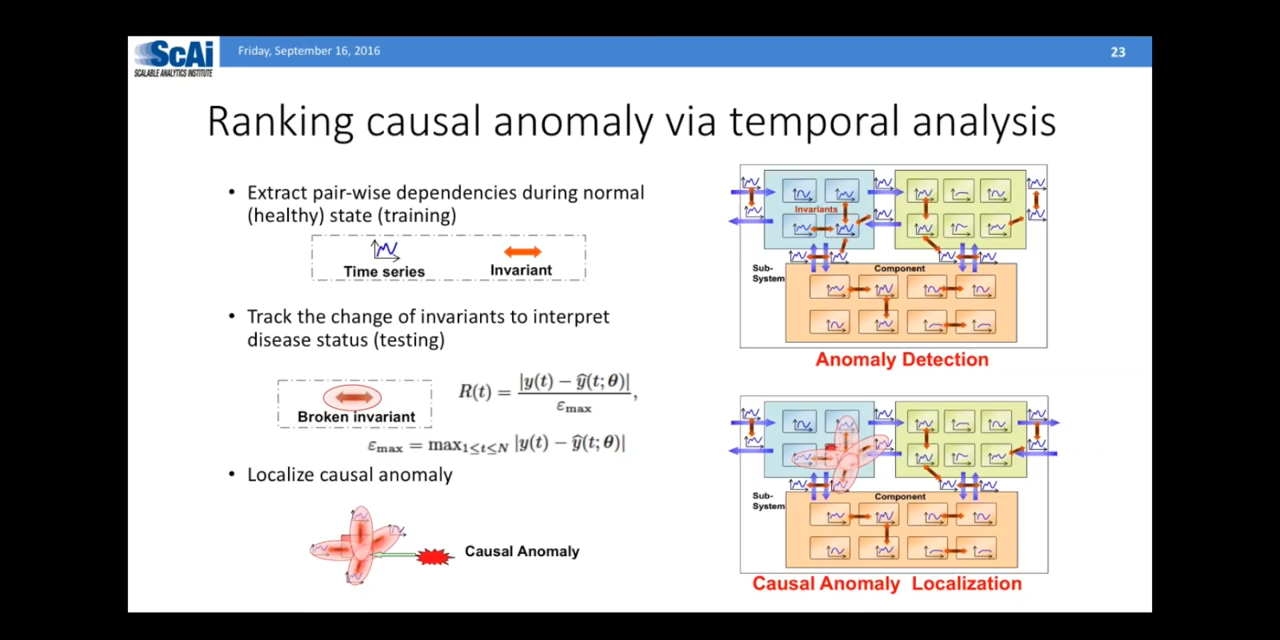 ScAi
SCALABLE ANALYTICS INSTITUTE
Friday, September 16, 2016
23
Ranking causal anomaly via temporal analysis
• Extract pair-wise dependencies during normal
(healthy) state (training)
Time series
Invariant
• Track the change of invariants to interpret
disease status (testing)
Broken invariant
R(t) = |y(t) − ŷ(t; θ)| / ε_max,
ε_max = max_{1≤t≤N} |y(t) − ŷ(t; θ)|
• Localize causal anomaly
Causal Anomaly
Invariants
Sub-
System
Component
Anomaly Detection
Sub-
System
Component
Causal Anomaly Localization